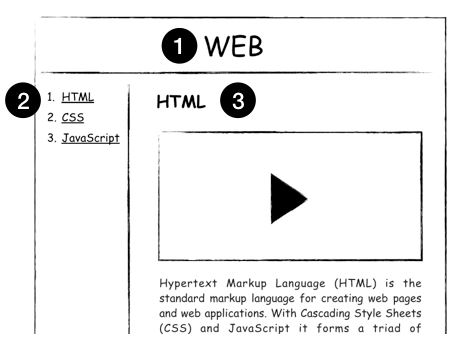 1 WEB
2
1. HTML
2. CSS
3. JavaScript
HTML 3
Hypertext Markup Language (HTML) is the
standard markup language for creating web pages
and web applications. With Cascading Style Sheets
(CSS) and JavaScript it forms a triad of